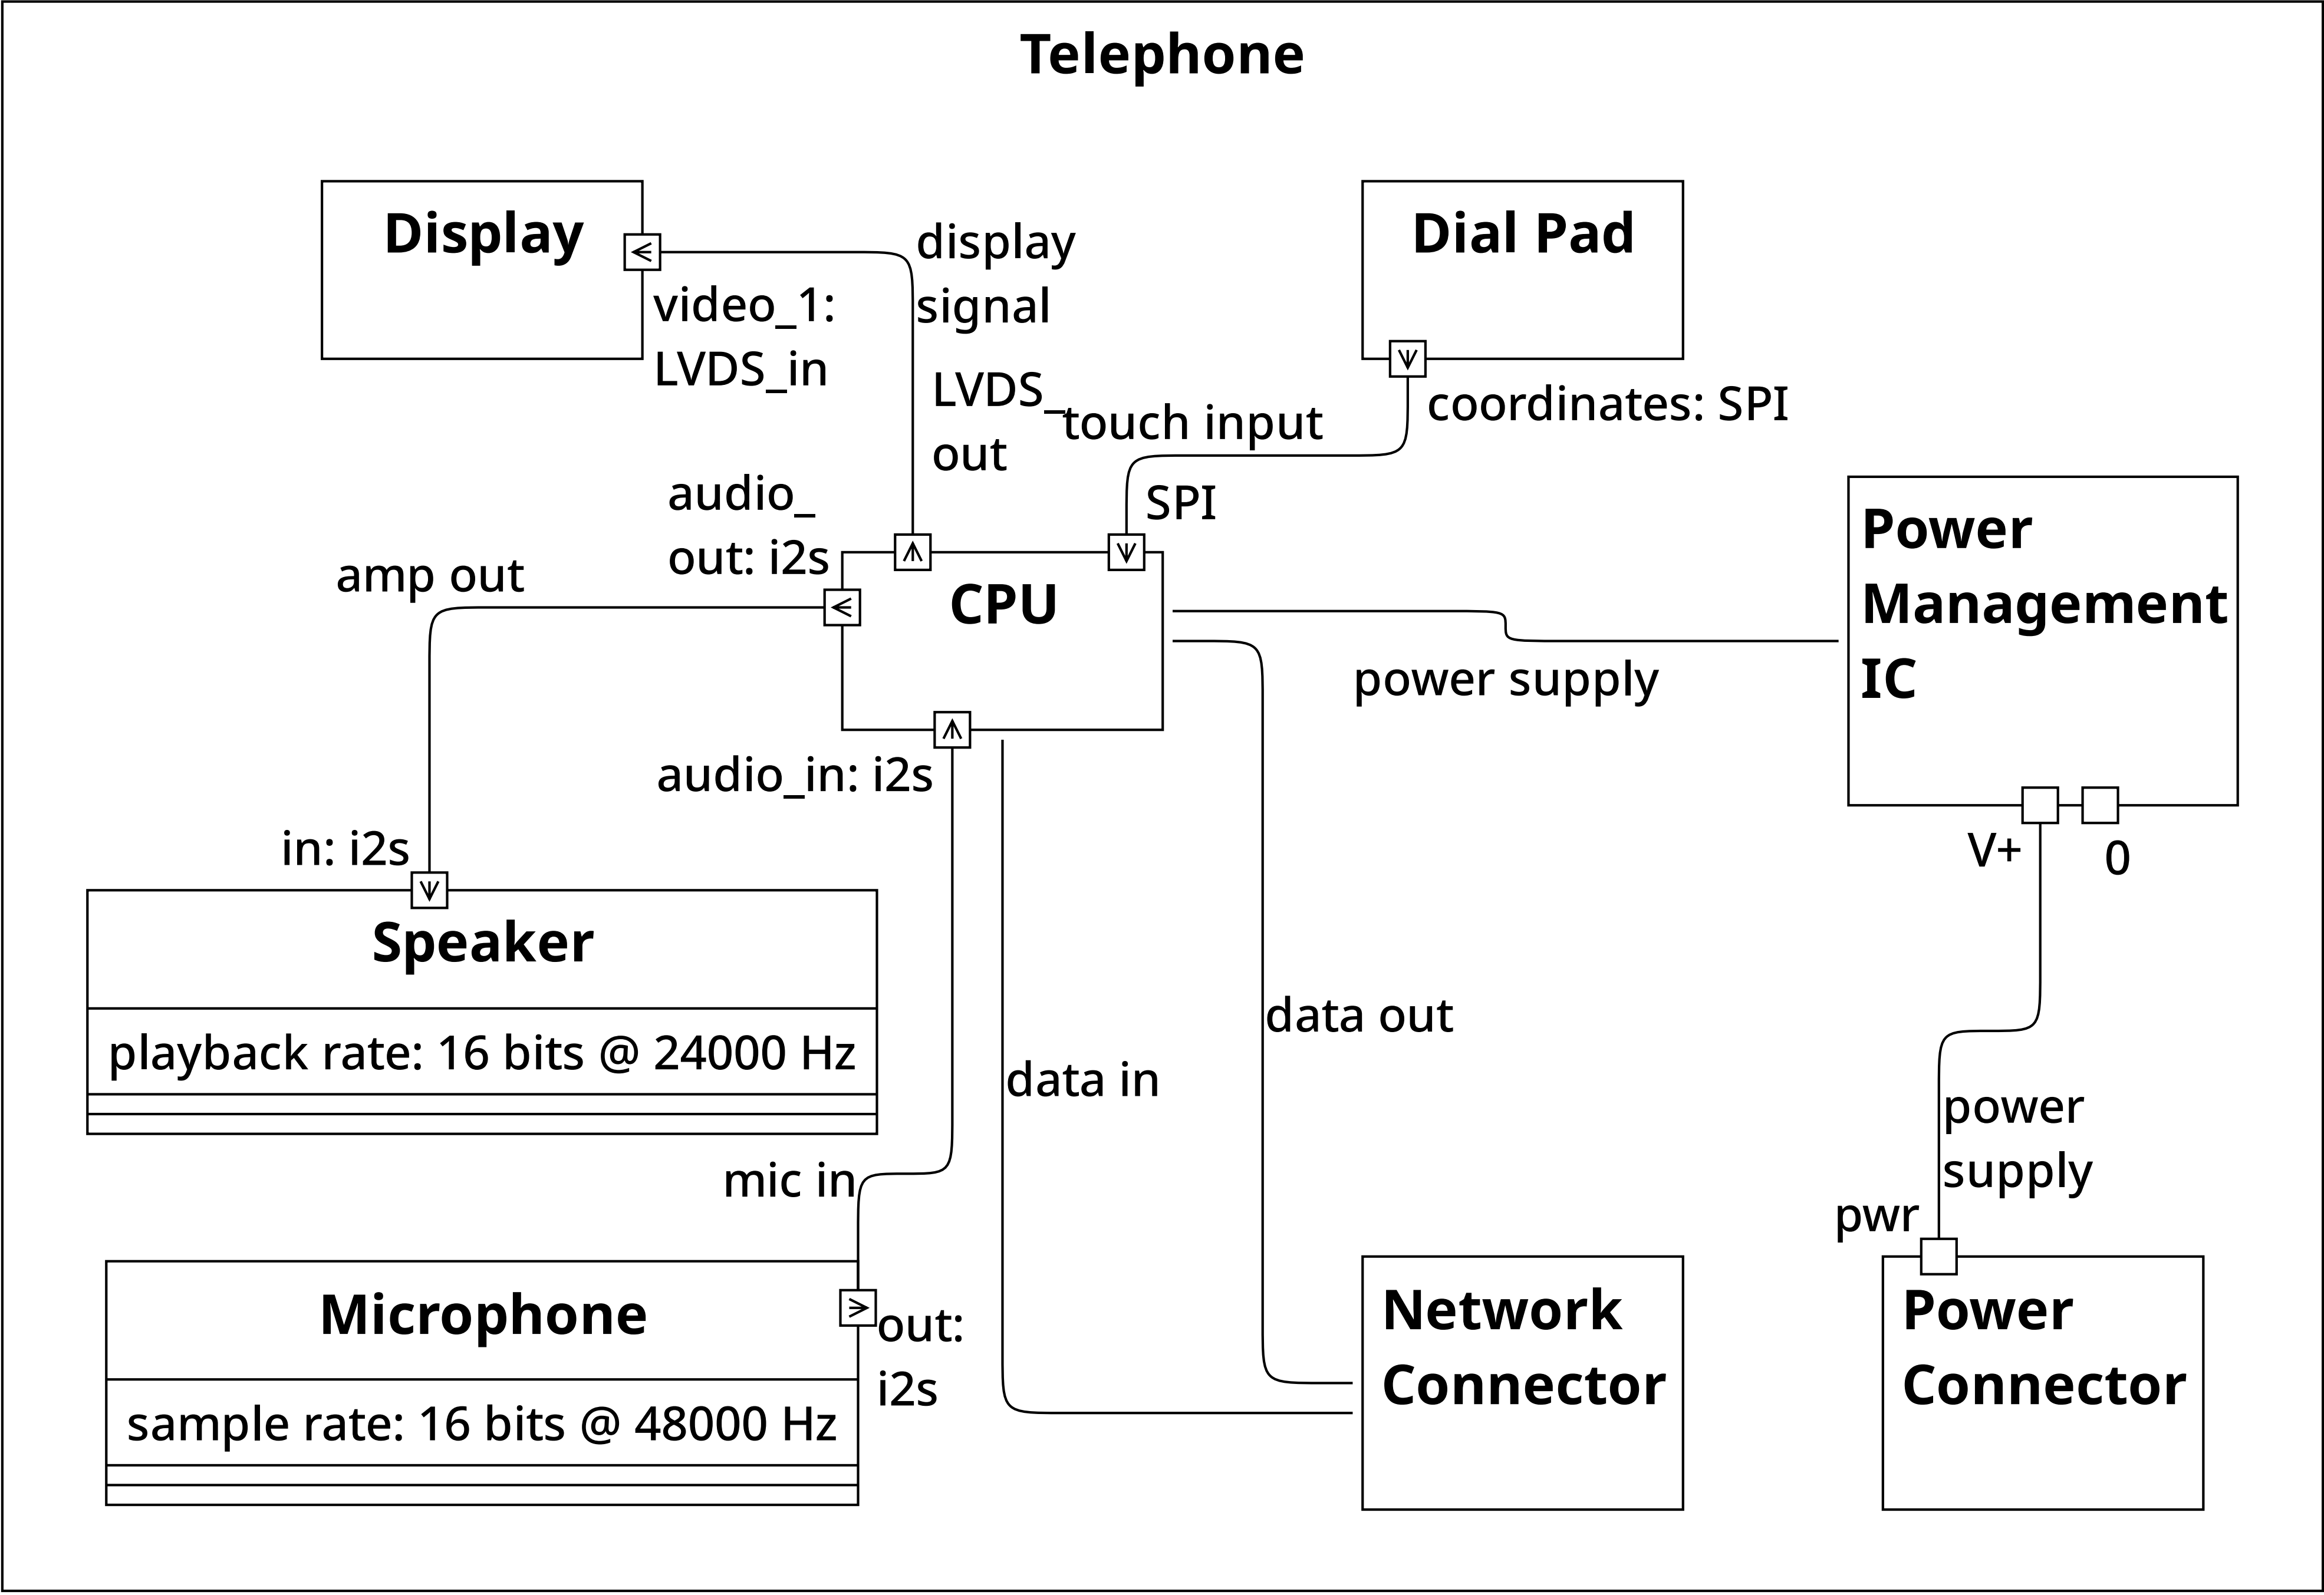 Telephone
Display
display
signal
Dial Pad
video_1:
LVDS_in
LVDS_
out
touch input
coordinates: SPI
SPI
audio_
out: i2s
amp out
CPU
Power
Management
IC
power supply
audio_in: i2s
in: i2s
V+
0
Speaker
playback rate: 16 bits @ 24000 Hz
data out
data in
power
supply
mic in
pwr
Microphone
out:
i2s
sample rate: 16 bits @ 48000 Hz
Network
Connector
Power
Connector